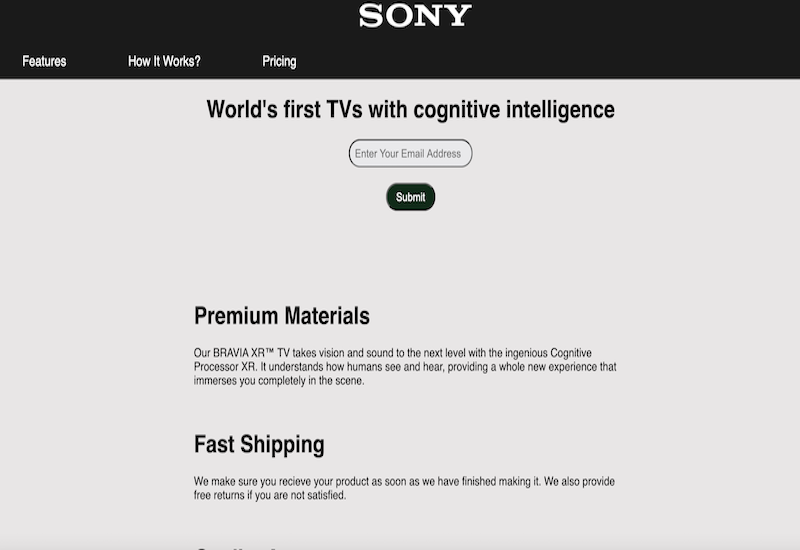 SONY
Features How It Works? Pricing
World's first TVs with cognitive intelligence
Enter Your Email Address
Submit
Premium Materials
Our BRAVIA XR™ TV takes vision and sound to the next level with the ingenious Cognitive
Processor XR. It understands how humans see and hear, providing a whole new experience that
immerses you completely in the scene.
Fast Shipping
We make sure you recieve your product as soon as we have finished making it. We also provide
free returns if you are not satisfied.